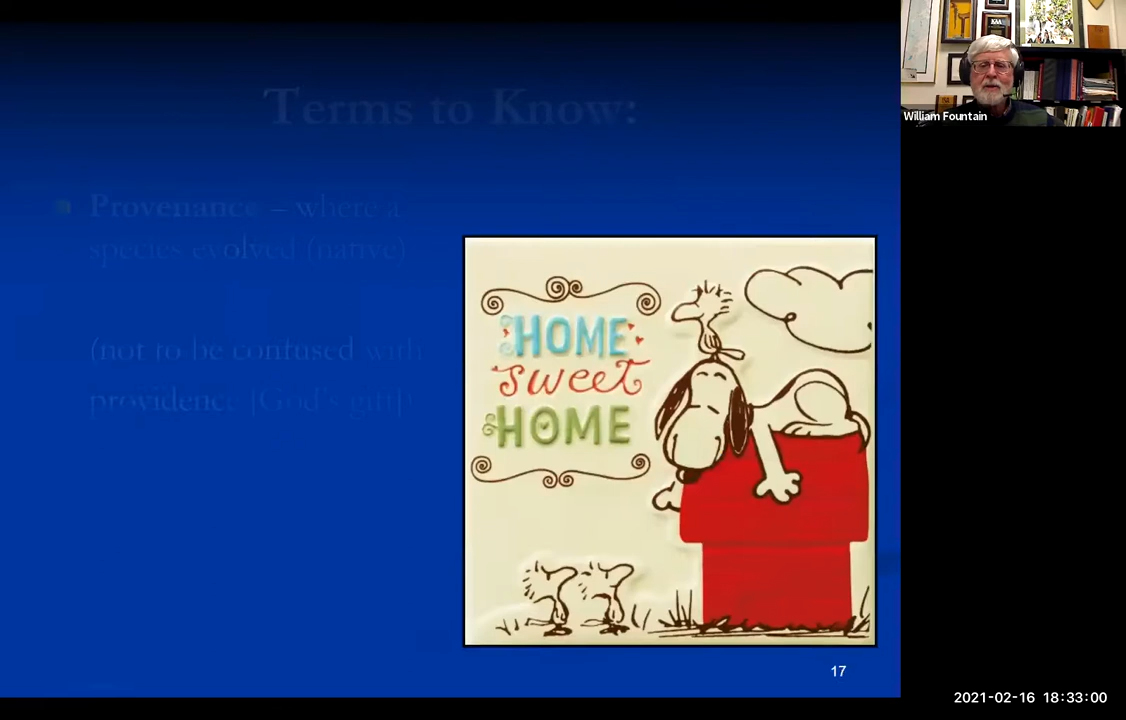 Terms to Know:
Provenance – where a
species evolved (native)
(not to be confused with
providence [God's gift]!
HOME
sweet
HOME
17
William Fountain
2021-02-16 18:33:00